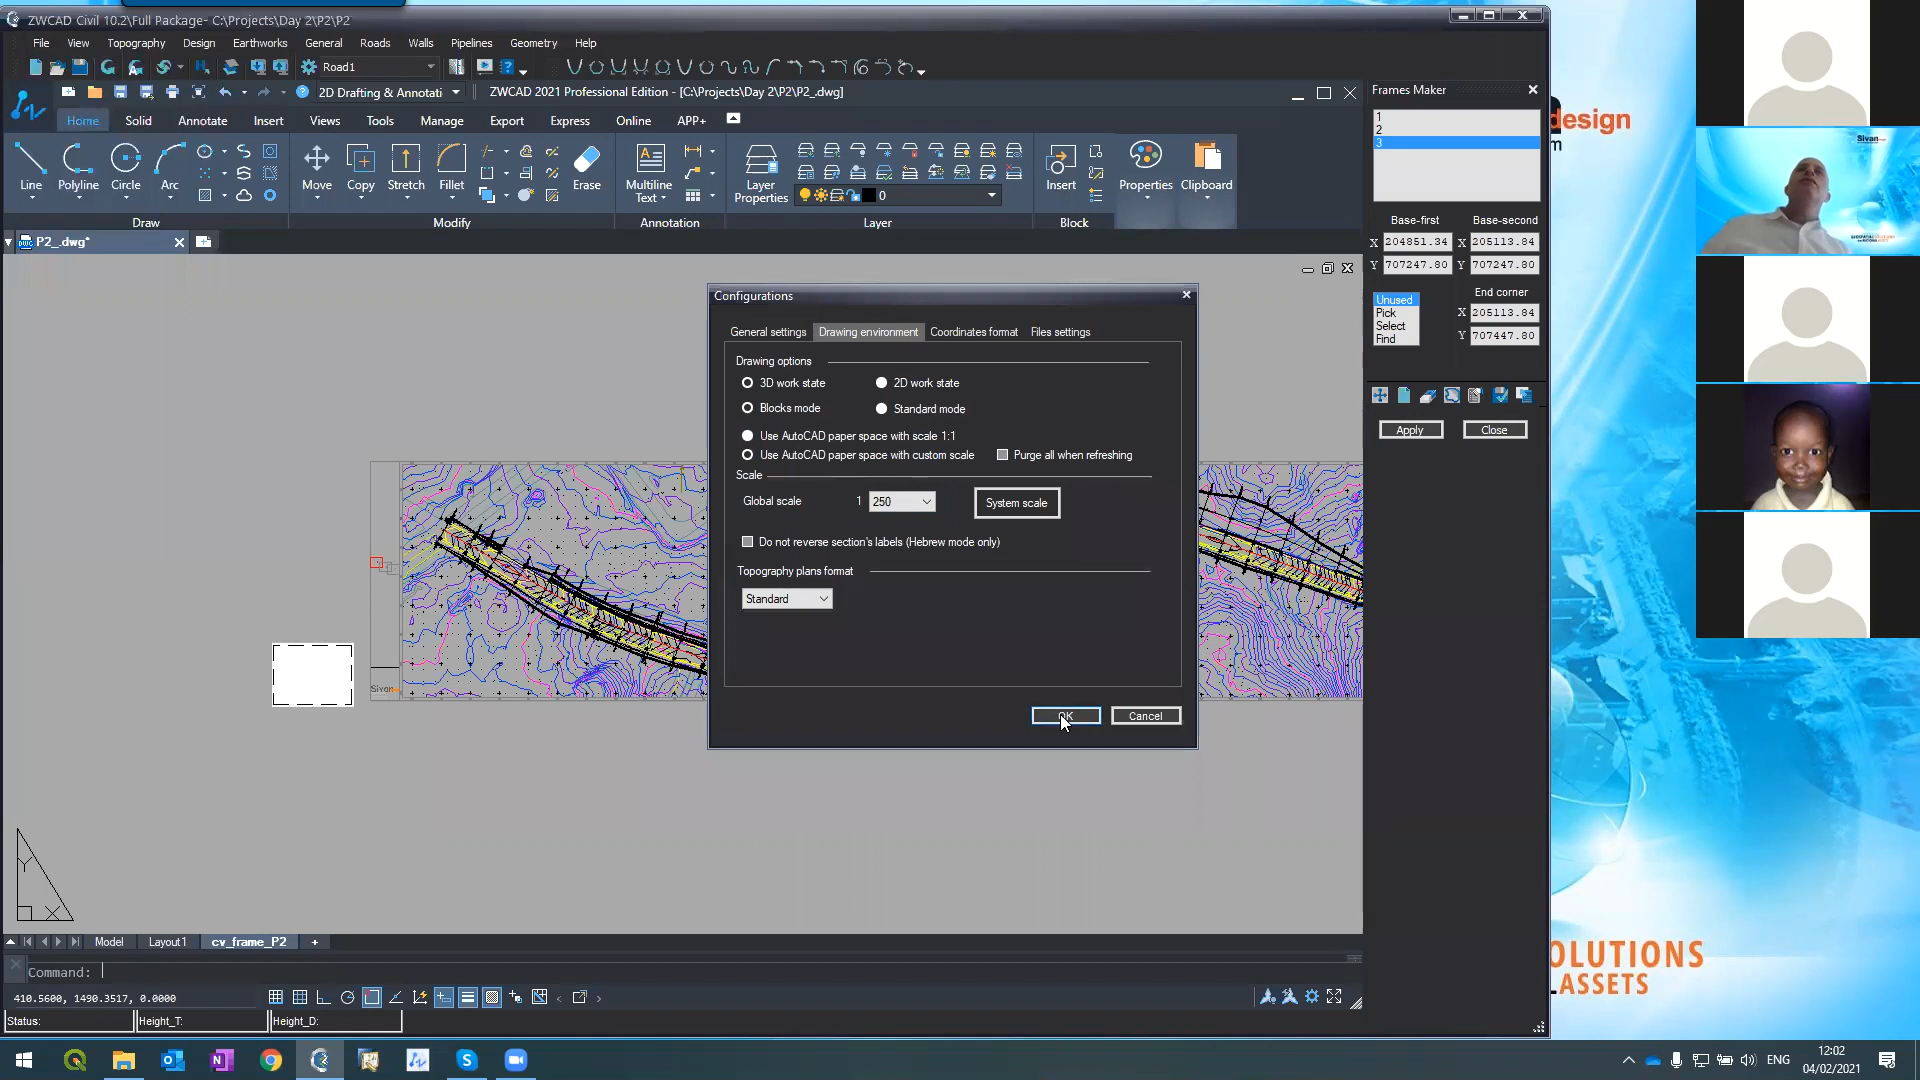 ZWCAD Civil 10.2\Full Package- C:\Projects\Day 2\P2\P2
File View Topography Design Earthworks General Roads Walls Pipelines Geometry Help
Road1
2D Drafting & Annotati
ZWCAD 2021 Professional Edition - [C:\Projects\Day 2\P2\P2_.dwg]
Home Solid Annotate Insert Views Tools Manage Export Express Online APP+
Line Polyline Circle Arc
Move Copy Stretch Fillet Erase
Multiline Text
Layer Properties
0
Insert
Properties
Clipboard
Draw Modify Annotation Layer Block
P2_.dwg*
Frames Maker
1
2
3
Base-first Base-second
X 204851.34 X 205113.84
Y 707247.80 Y 707247.80
Unused
Pick
Select
Find
End corner
X 205113.84
Y 707447.80
Apply Close
Configurations
General settings Drawing environment Coordinates format Files settings
Drawing options
3D work state 2D work state
Blocks mode Standard mode
Use AutoCAD paper space with scale 1:1
Use AutoCAD paper space with custom scale Purge all when refreshing
Scale
Global scale 1 250 System scale
Do not reverse section's labels (Hebrew mode only)
Topography plans format
Standard
OK Cancel
Sivan
Y
X
Model Layout1 cv_frame_P2 +
Command:
410.5600, 1490.3517, 0.0000
Status: Height_T: Height_D:
design
m
Sivan
OLUTIONS
ASSETS
ENG
12:02
04/02/2021